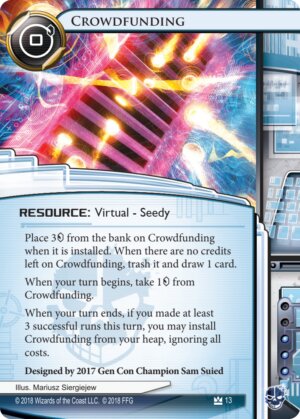 0
CROWDFUNDING
RESOURCE: Virtual - Seedy
Place 3 from the bank on Crowdfunding
when it is installed. When there are no credits
left on Crowdfunding, trash it and draw 1 card.
When your turn begins, take 1 from
Crowdfunding.
When your turn ends, if you made at least
3 successful runs this turn, you may install
Crowdfunding from your heap, ignoring all
costs.
Designed by 2017 Gen Con Champion Sam Suied
Illus. Mariusz Siergiejew
© 2018 Wizards of the Coast LLC. © 2018 FFG 13